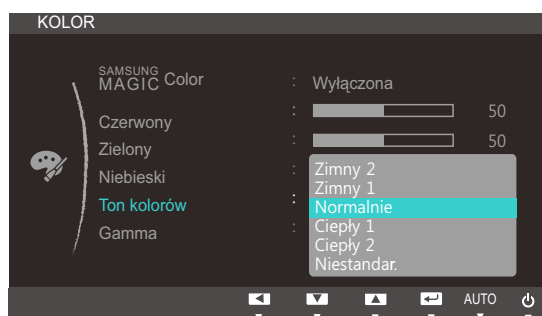 KOLOR
SAMSUNG
MAGIC Color : Wyłączona
Czerwony : 50
Zielony : 50
Niebieski :
Ton kolorów :
Gamma :
Zimny 2
Zimny 1
Normalnie
Ciepły 1
Ciepły 2
Niestandar.
AUTO